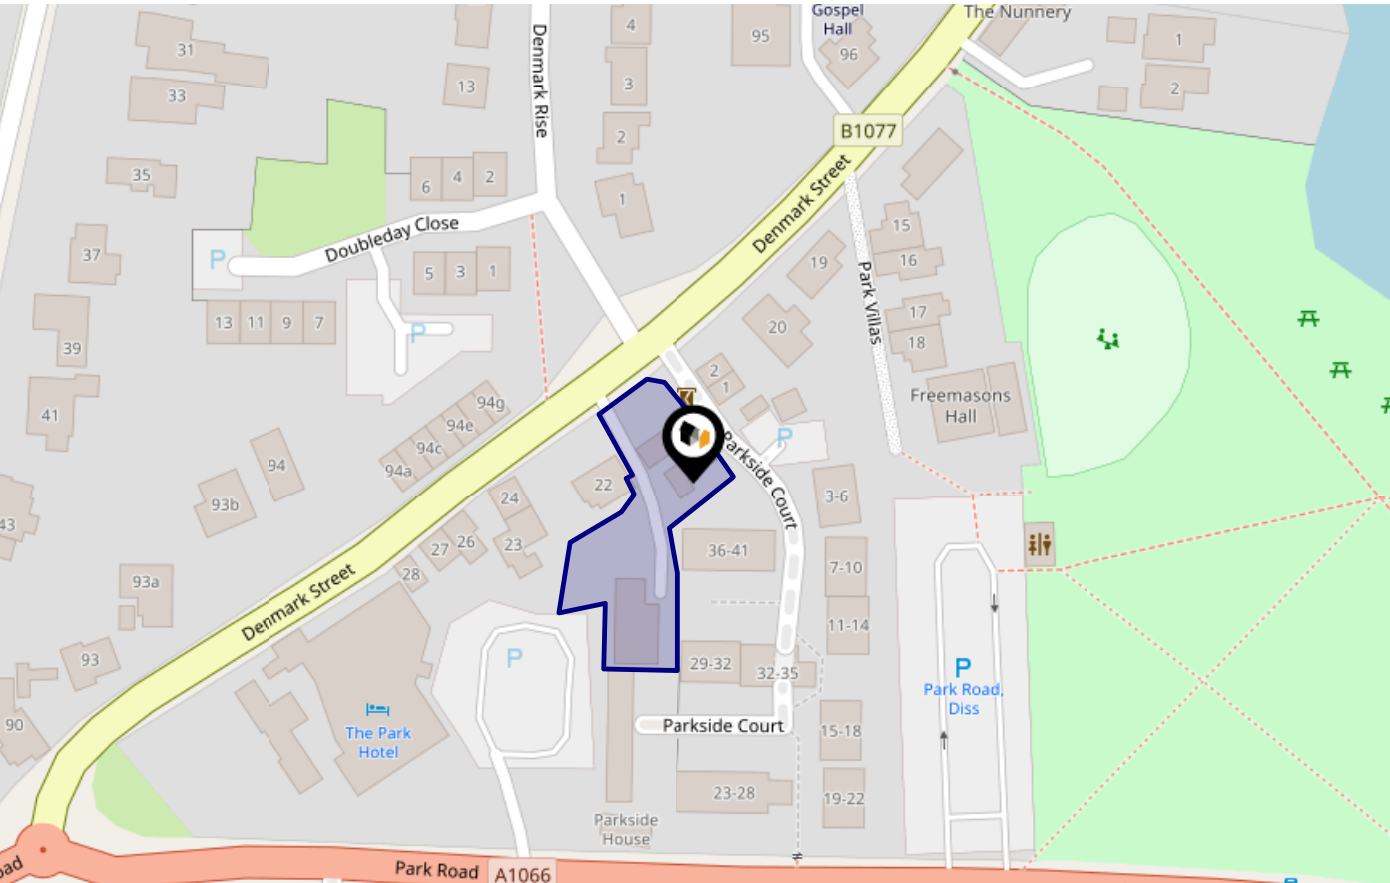 Gospel
Hall
The Nunnery
31
4
95
96
1
33
13
3
2
Denmark Rise
B1077
2
35
6
4
2
1
Denmark Street
15
37
P
Doubleday Close
5
3
1
19
16
Park Villas
13
11
9
7
P
20
17
18
39
2
1
41
94g
94e
94c
94a
Freemasons
Hall
P
Parkside Court
94
93b
22
24
3-6
43
23
26
27
28
36-41
7-10
93a
Denmark Street
11-14
93
P
29-32
32-35
P
Park Road,
Diss
90
The Park
Hotel
Parkside Court
15-18
23-28
19-22
Parkside
House
oad
Park Road
A1066